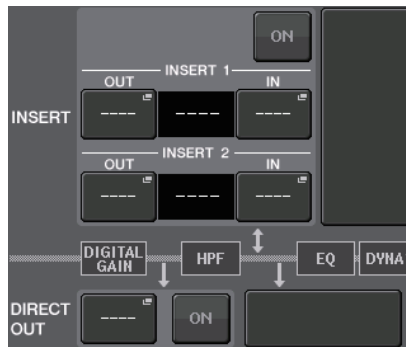 ON
INSERT 1
OUT IN
INSERT
---- ---- ----
INSERT 2
OUT IN
---- ---- ----
DIGITAL GAIN
HPF
EQ
DYNA
DIRECT OUT
----
ON